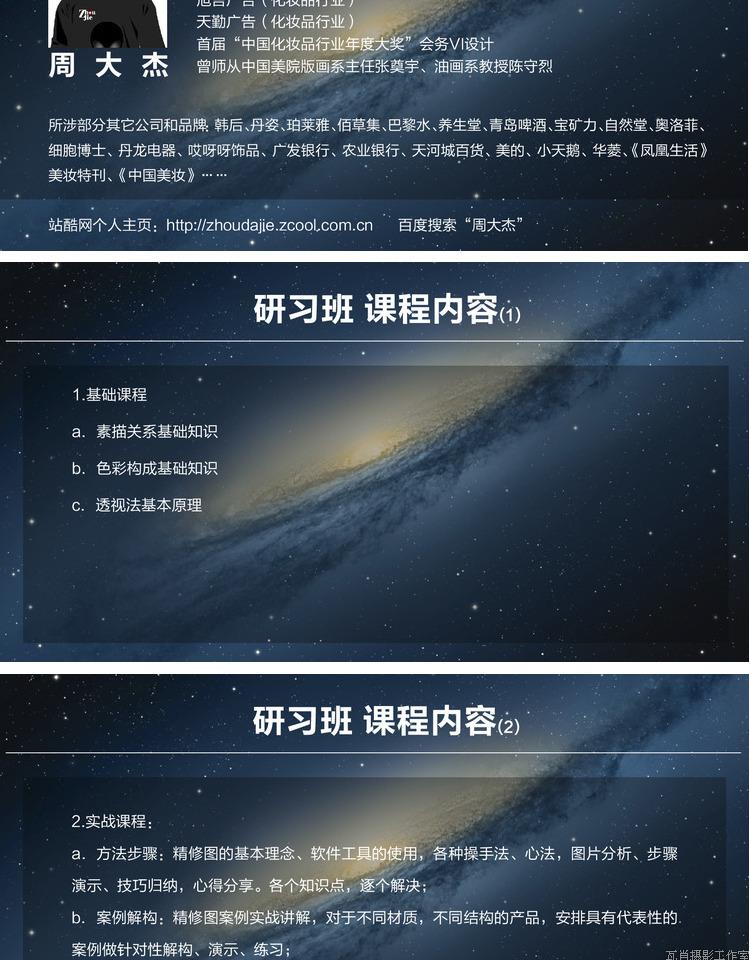 Zhou
jie
旭言广告（化妆品行业）
天勤广告（化妆品行业）
首届“中国化妆品行业年度大奖”会务VI设计
周 大 杰
曾师从中国美院版画系主任张奠宇、油画系教授陈守烈
所涉部分其它公司和品牌：韩后、丹姿、珀莱雅、佰草集、巴黎水、养生堂、青岛啤酒、宝矿力、自然堂、奥洛菲、
细胞博士、丹龙电器、哎呀呀饰品、广发银行、农业银行、天河城百货、美的、小天鹅、华菱、《凤凰生活》
美妆特刊、《中国美妆》……
站酷网个人主页：http://zhoudajie.zcool.com.cn 百度搜索“周大杰”
研习班 课程内容(1)
1.基础课程
a. 素描关系基础知识
b. 色彩构成基础知识
c. 透视法基本原理
研习班 课程内容(2)
2.实战课程：
a. 方法步骤：精修图的基本理念、软件工具的使用，各种操手法、心法，图片分析、步骤
演示、技巧归纳，心得分享。各个知识点，逐个解决；
b. 案例解构：精修图案例实战讲解，对于不同材质，不同结构的产品，安排具有代表性的
案例做针对性解构、演示、练习；
瓦肖摄影工作室